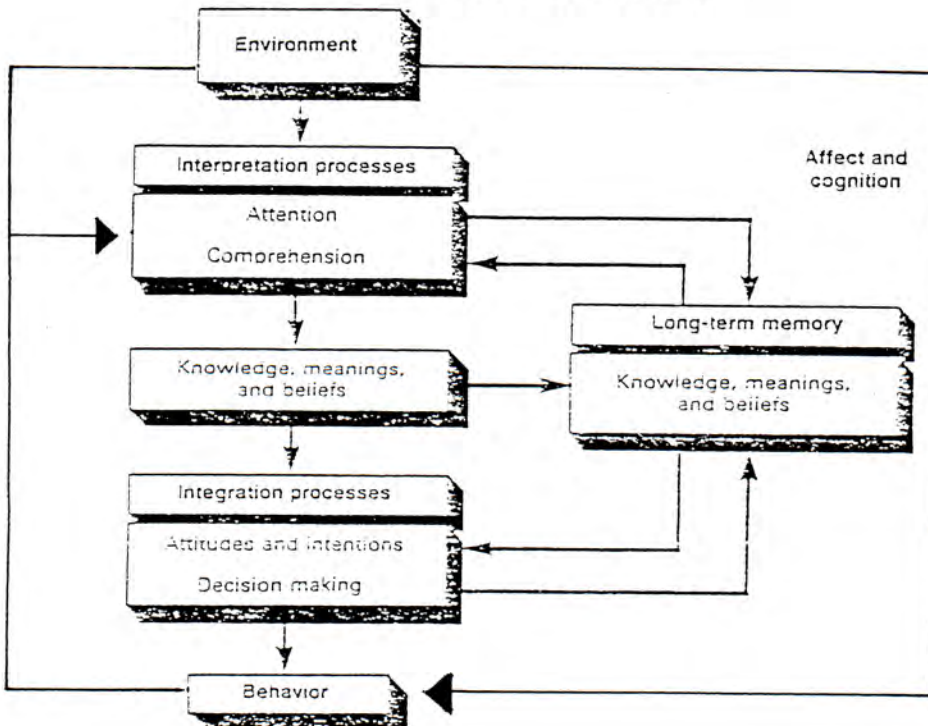 Environment
Affect and
cognition
Interpretation processes
Attention
Comprehension
Long-term memory
Knowledge, meanings,
and beliefs
Knowledge, meanings,
and beliefs
Integration processes
Attitudes and intentions
Decision making
Behavior